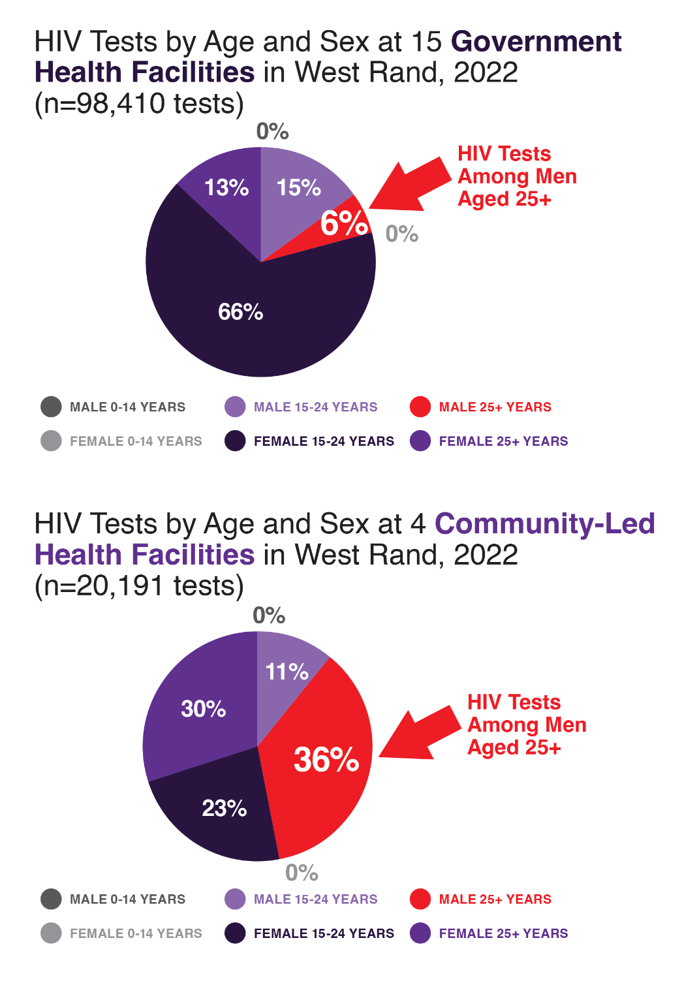 HIV Tests by Age and Sex at 15 Government
Health Facilities in West Rand, 2022
(n=98,410 tests)
0%
13%
15%
6%
0%
66%
HIV Tests
Among Men
Aged 25+
MALE 0-14 YEARS
MALE 15-24 YEARS
MALE 25+ YEARS
FEMALE 0-14 YEARS
FEMALE 15-24 YEARS
FEMALE 25+ YEARS
HIV Tests by Age and Sex at 4 Community-Led
Health Facilities in West Rand, 2022
(n=20,191 tests)
0%
11%
30%
36%
23%
0%
HIV Tests
Among Men
Aged 25+
MALE 0-14 YEARS
MALE 15-24 YEARS
MALE 25+ YEARS
FEMALE 0-14 YEARS
FEMALE 15-24 YEARS
FEMALE 25+ YEARS